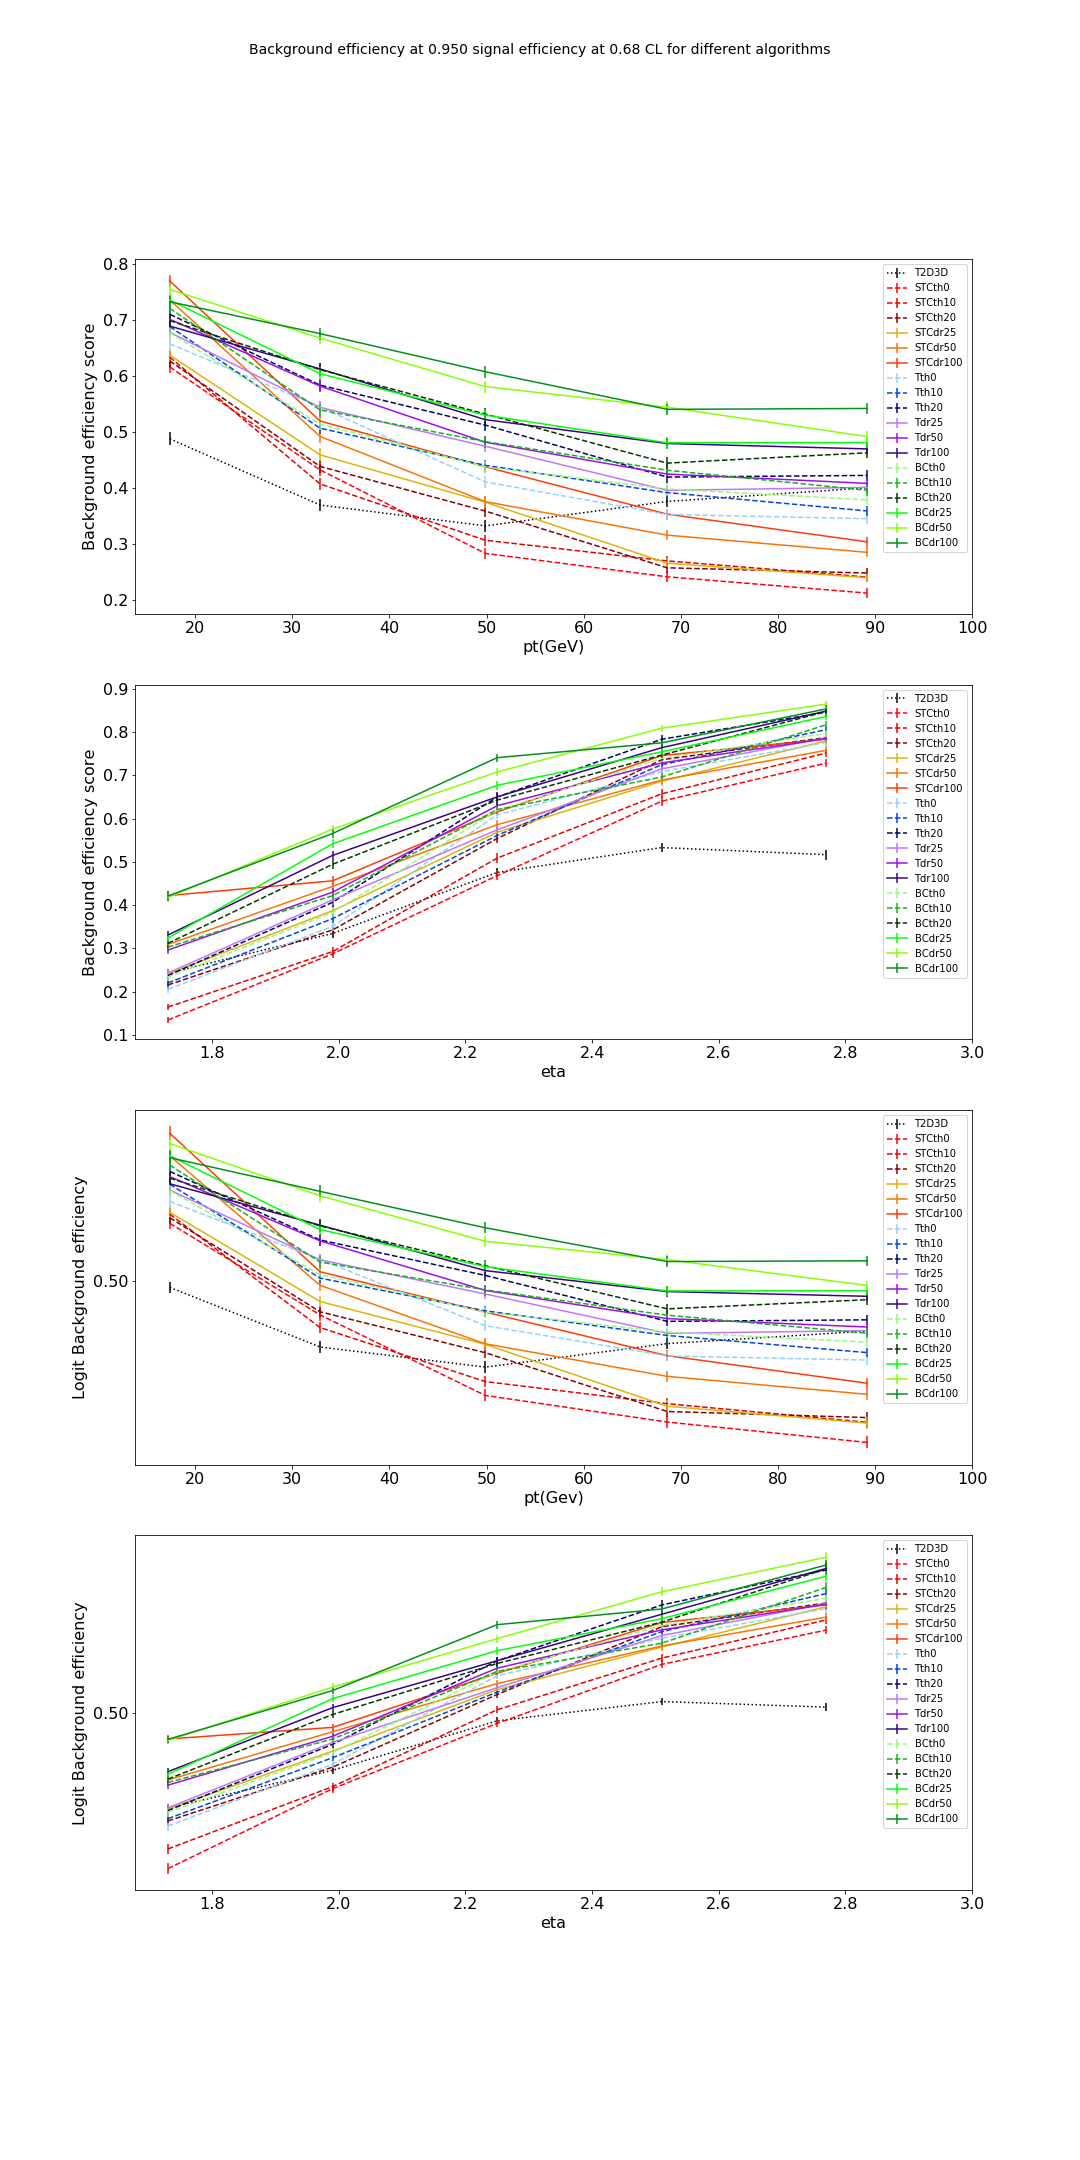 Background efficiency at 0.950 signal efficiency at 0.68 CL for different algorithms
Background efficiency score
0.8
0.7
0.6
0.5
0.4
0.3
0.2
20 30 40 50 60 70 80 90 100
pt(GeV)
T2D3D
STCth0
STCth10
STCth20
STCdr25
STCdr50
STCdr100
Tth0
Tth10
Tth20
Tdr25
Tdr50
Tdr100
BCth0
BCth10
BCth20
BCdr25
BCdr50
BCdr100
Background efficiency score
0.9
0.8
0.7
0.6
0.5
0.4
0.3
0.2
0.1
1.8 2.0 2.2 2.4 2.6 2.8 3.0
eta
T2D3D
STCth0
STCth10
STCth20
STCdr25
STCdr50
STCdr100
Tth0
Tth10
Tth20
Tdr25
Tdr50
Tdr100
BCth0
BCth10
BCth20
BCdr25
BCdr50
BCdr100
Logit Background efficiency
0.50
20 30 40 50 60 70 80 90 100
pt(Gev)
T2D3D
STCth0
STCth10
STCth20
STCdr25
STCdr50
STCdr100
Tth0
Tth10
Tth20
Tdr25
Tdr50
Tdr100
BCth0
BCth10
BCth20
BCdr25
BCdr50
BCdr100
Logit Background efficiency
0.50
1.8 2.0 2.2 2.4 2.6 2.8 3.0
eta
T2D3D
STCth0
STCth10
STCth20
STCdr25
STCdr50
STCdr100
Tth0
Tth10
Tth20
Tdr25
Tdr50
Tdr100
BCth0
BCth10
BCth20
BCdr25
BCdr50
BCdr100